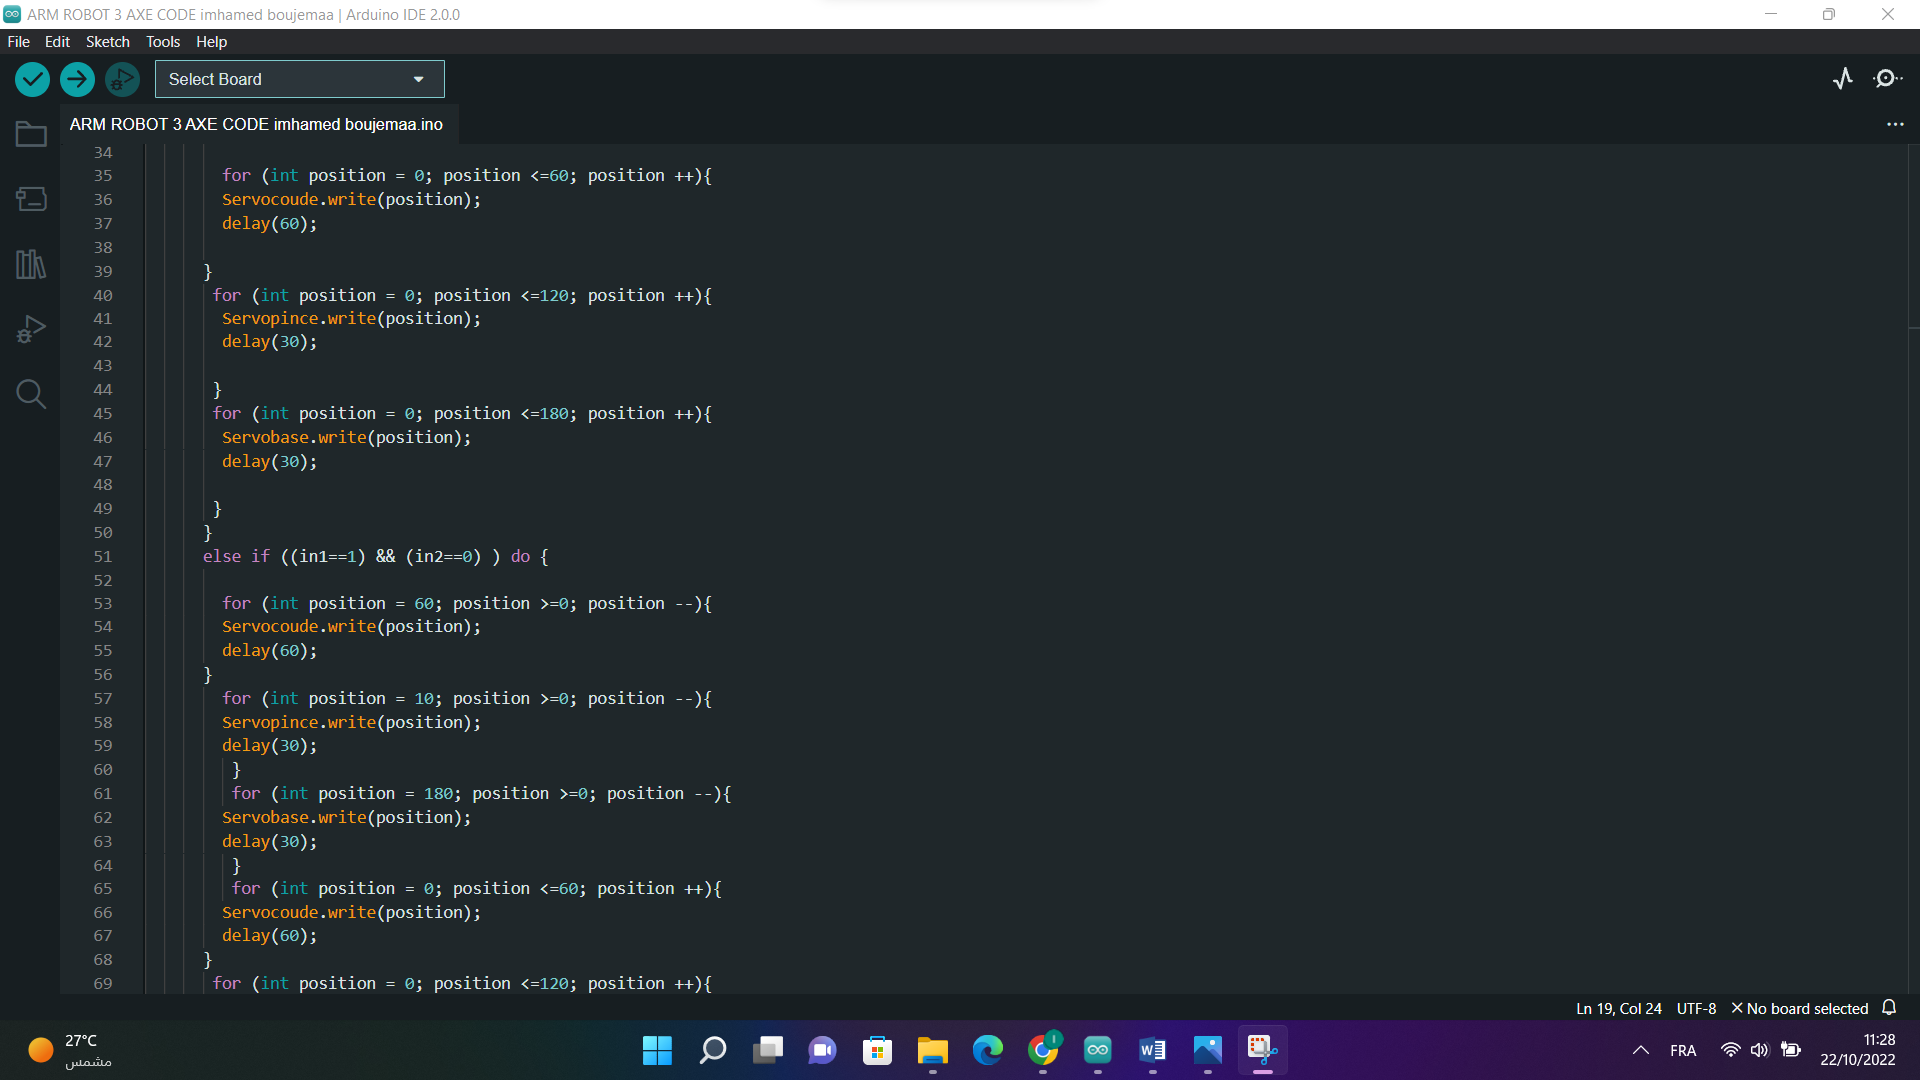 ARM ROBOT 3 AXE CODE imhamed boujemaa | Arduino IDE 2.0.0
File Edit Sketch Tools Help
Select Board
ARM ROBOT 3 AXE CODE imhamed boujemaa.ino
34
35 for (int position = 0; position <=60; position ++){
36 Servocoude.write(position);
37 delay(60);
38
39 }
40 for (int position = 0; position <=120; position ++){
41 Servopince.write(position);
42 delay(30);
43
44 }
45 for (int position = 0; position <=180; position ++){
46 Servobase.write(position);
47 delay(30);
48
49 }
50 }
51 else if ((in1==1) && (in2==0) ) do {
52
53 for (int position = 60; position >=0; position --){
54 Servocoude.write(position);
55 delay(60);
56 }
57 for (int position = 10; position >=0; position --){
58 Servopince.write(position);
59 delay(30);
60 }
61 for (int position = 180; position >=0; position --){
62 Servobase.write(position);
63 delay(30);
64 }
65 for (int position = 0; position <=60; position ++){
66 Servocoude.write(position);
67 delay(60);
68 }
69 for (int position = 0; position <=120; position ++){
Ln 19, Col 24 UTF-8 X No board selected
27°C
مشمس
FRA
11:28
22/10/2022